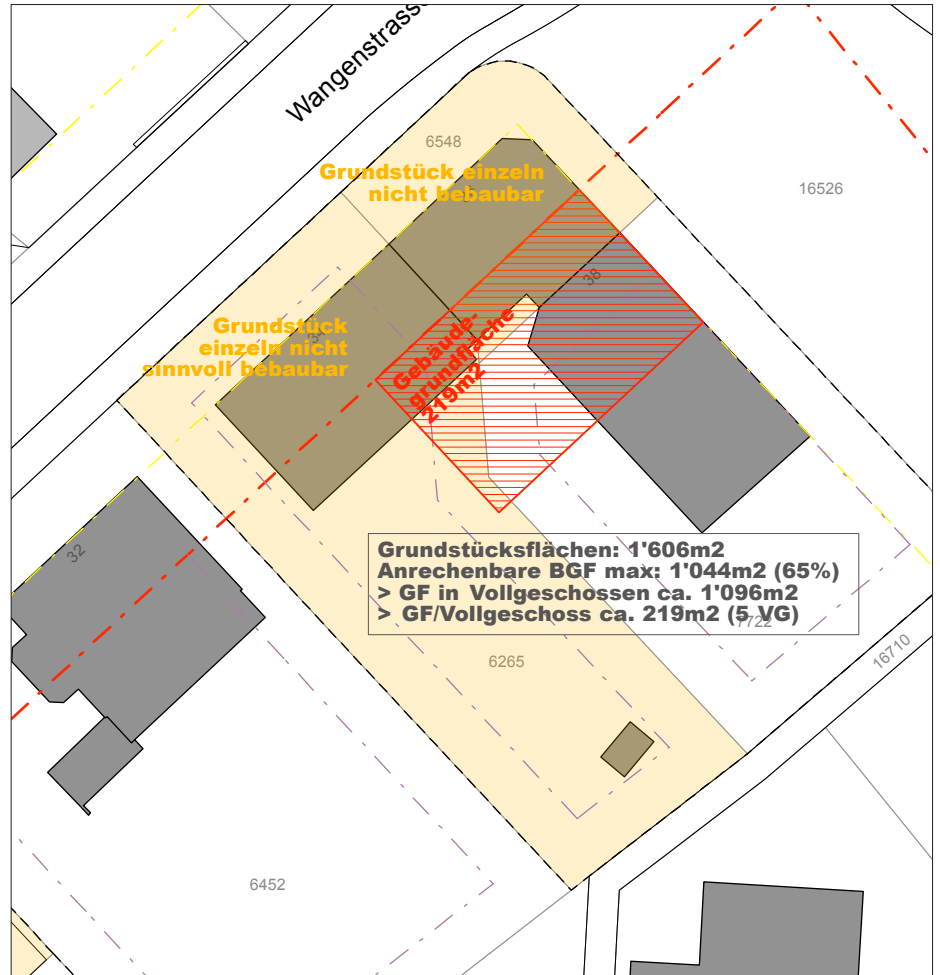 Wangenstrasse
6548
Grundstück einzeln
nicht bebaubar
16526
38
34
Grundstück
einzeln nicht
sinnvoll bebaubar
Gebäude-
grundfläche
219m2
32
Grundstücksflächen: 1'606m2
Anrechenbare BGF max: 1'044m2 (65%)
> GF in Vollgeschossen ca. 1'096m2
> GF/Vollgeschoss ca. 219m2 (5 VG)
7722
6265
16710
6452